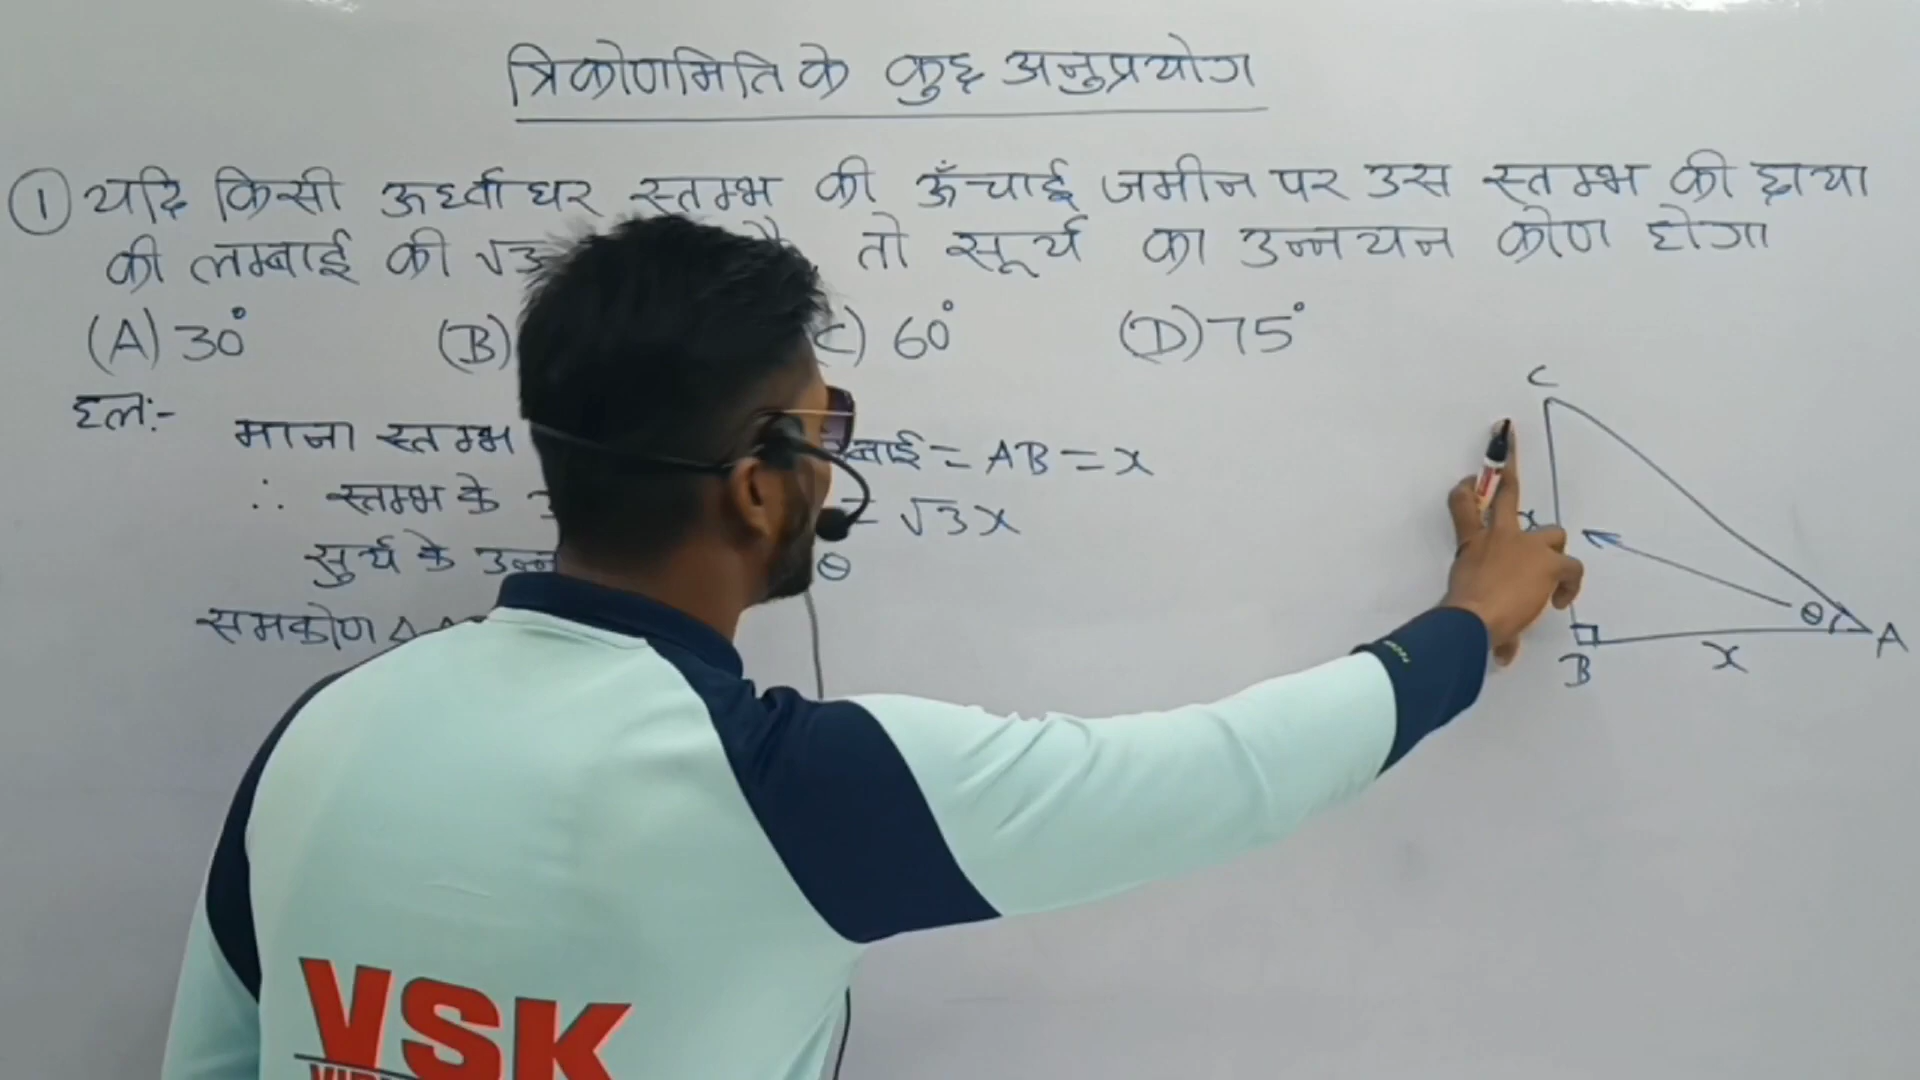 त्रिकोणमिति के कुछ अनुप्रयोग
① यदि किसी ऊर्ध्वाधर स्तम्भ की ऊँचाई जमीन पर उस स्तम्भ की छाया
की लम्बाई की √3 तो सूर्य का उन्नयन कोण होगा
(A) 30° (B) (C) 60° (D) 75°
हल:-
माना स्तम्भ = AB = x
∴ स्तम्भ के = √3x
सुर्य के θ
समकोण
C
x
θ
A
B
x
VSK